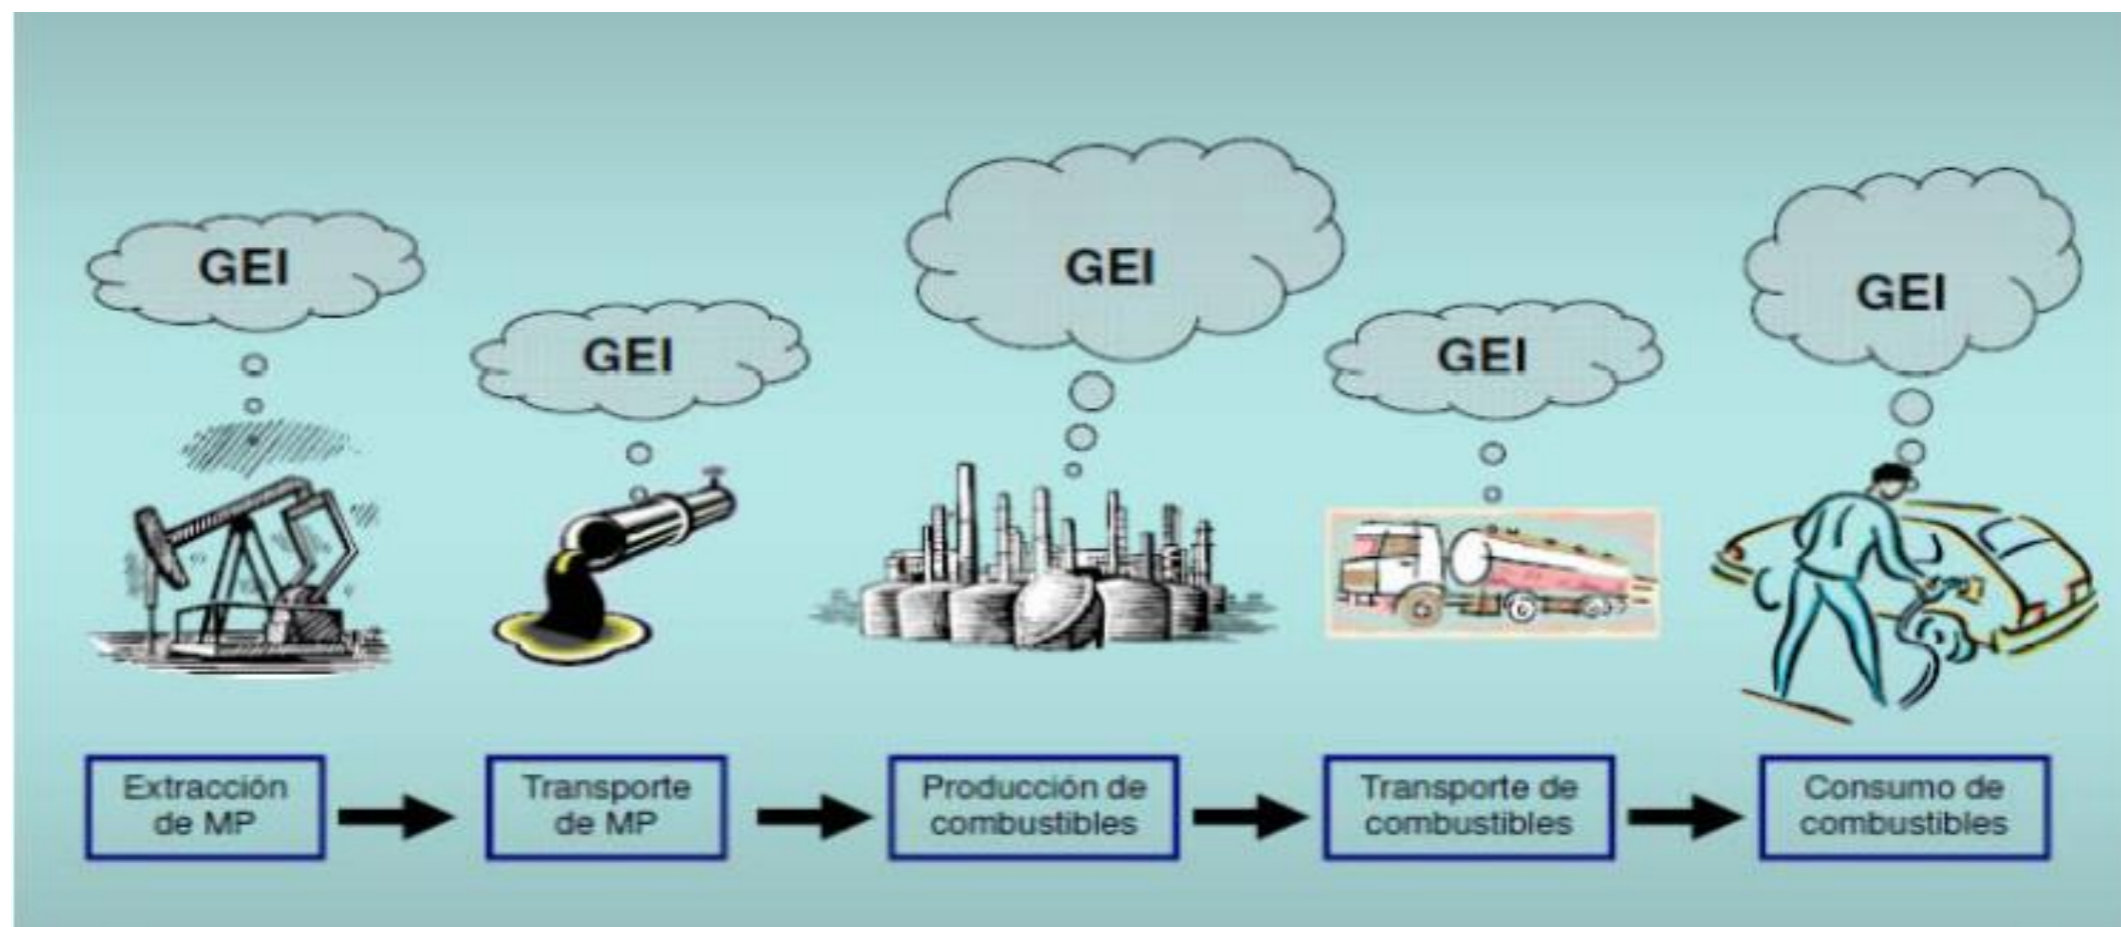 GEI
GEI
GEI
GEI
GEI
Extracción
de MP
Transporte
de MP
Producción de
combustibles
Transporte de
combustibles
Consumo de
combustibles